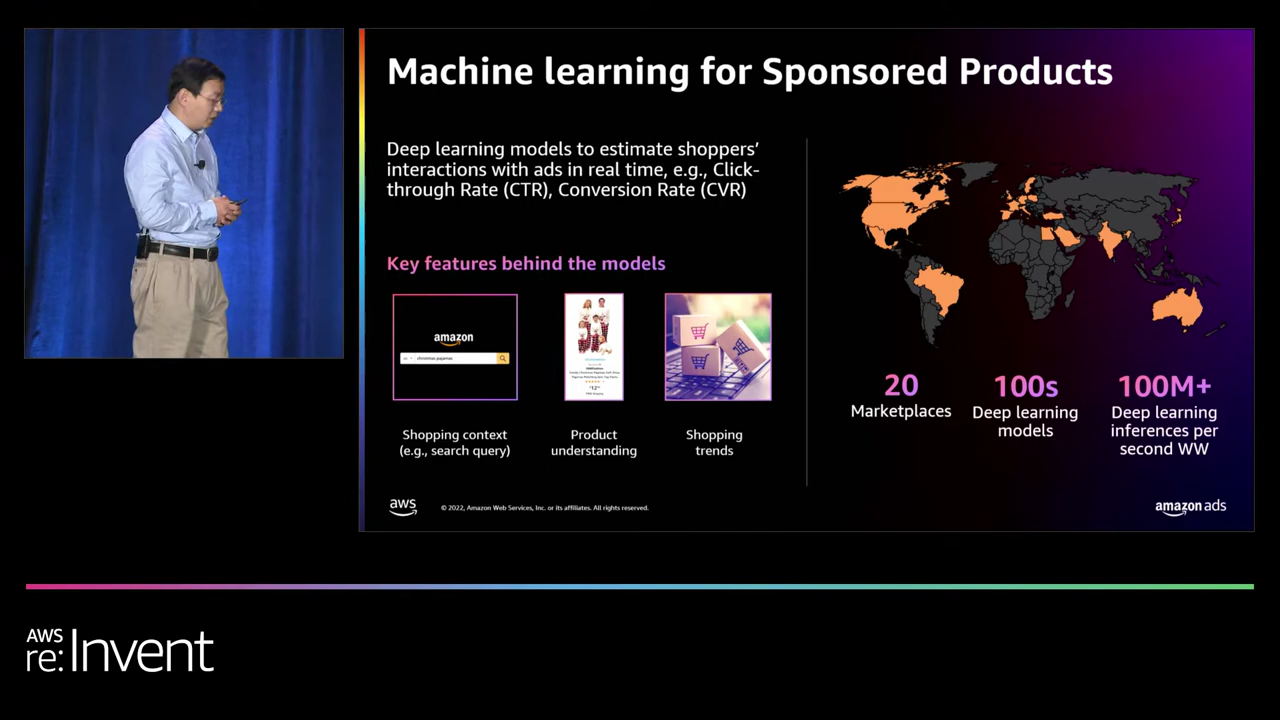 Machine learning for Sponsored Products
Deep learning models to estimate shoppers’
interactions with ads in real time, e.g., Click-
through Rate (CTR), Conversion Rate (CVR)
Key features behind the models
amazon
christmas pajamas
Shopping context
(e.g., search query)
Product
understanding
Shopping
trends
20
Marketplaces
100s
Deep learning
models
100M+
Deep learning
inferences per
second WW
aws
© 2022, Amazon Web Services, Inc. or its affiliates. All rights reserved.
amazon ads
AWS
re:Invent